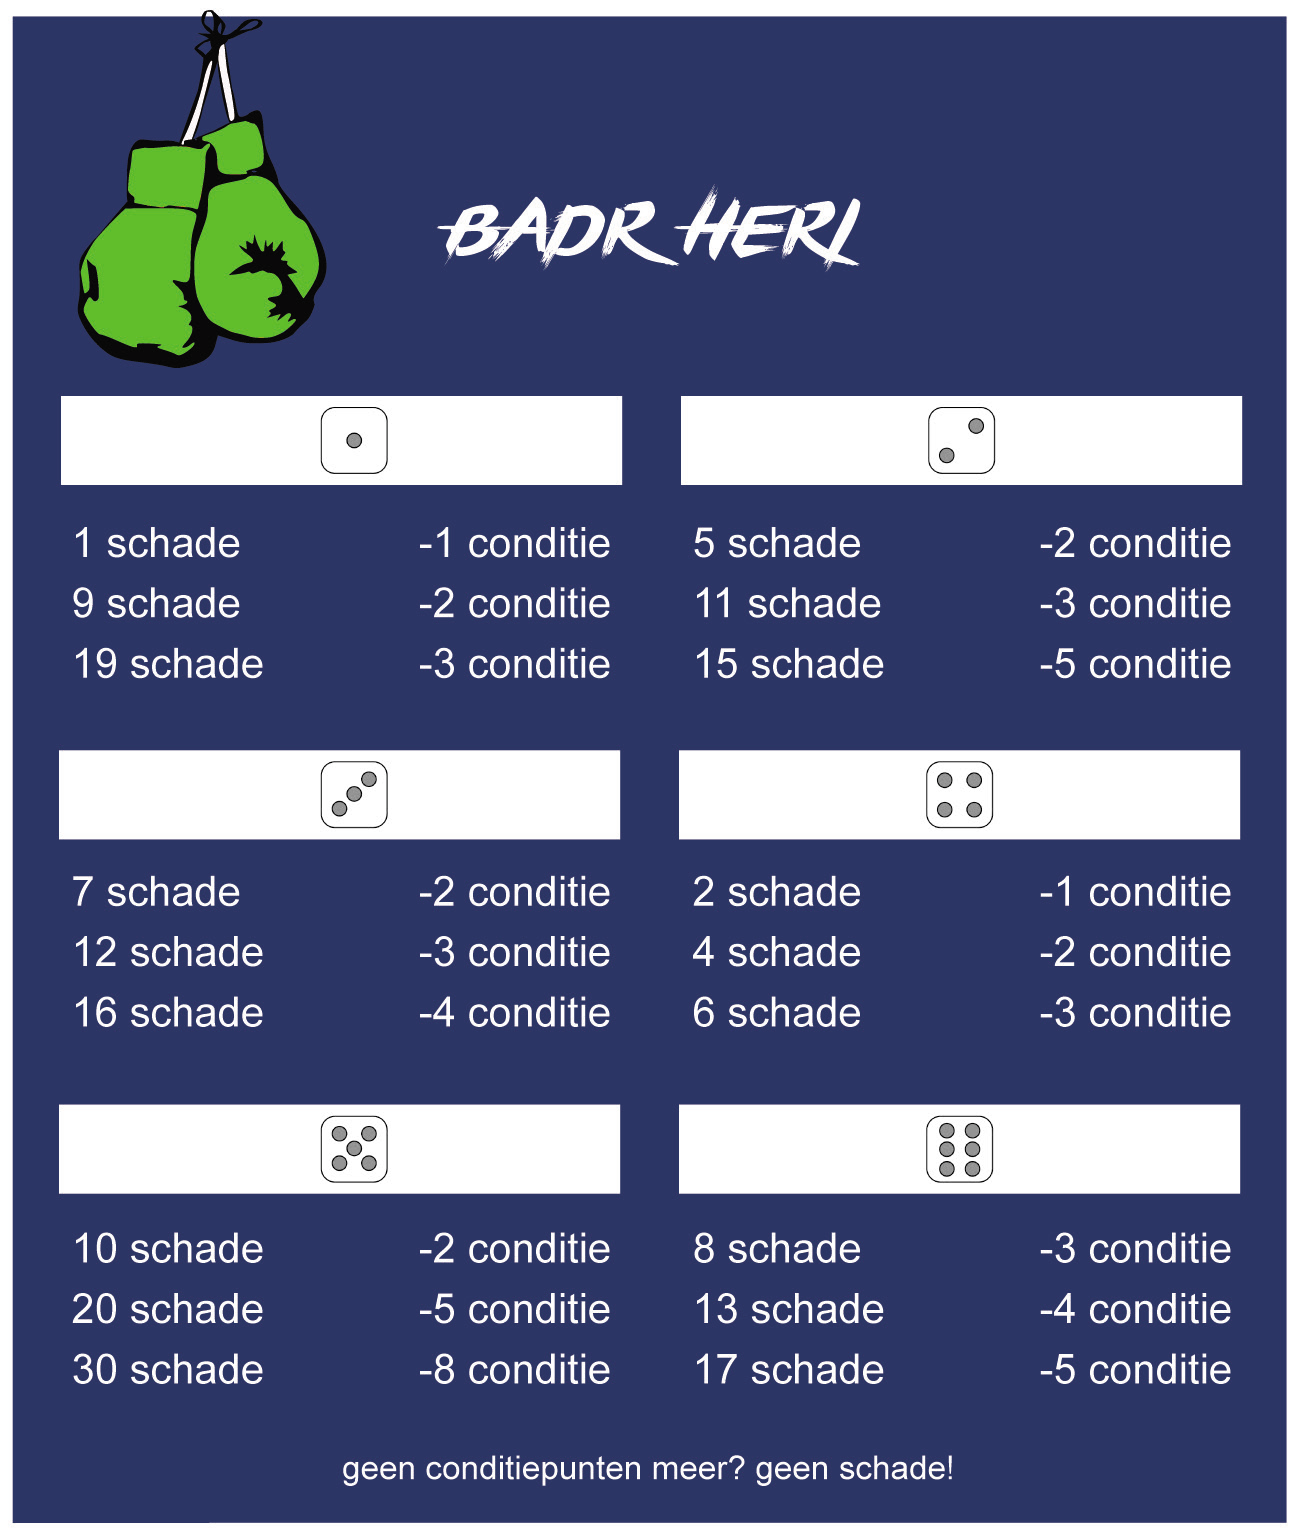 BADR HERI
1 schade -1 conditie
9 schade -2 conditie
19 schade -3 conditie
5 schade -2 conditie
11 schade -3 conditie
15 schade -5 conditie
7 schade -2 conditie
12 schade -3 conditie
16 schade -4 conditie
2 schade -1 conditie
4 schade -2 conditie
6 schade -3 conditie
10 schade -2 conditie
20 schade -5 conditie
30 schade -8 conditie
8 schade -3 conditie
13 schade -4 conditie
17 schade -5 conditie
geen conditiepunten meer? geen schade!